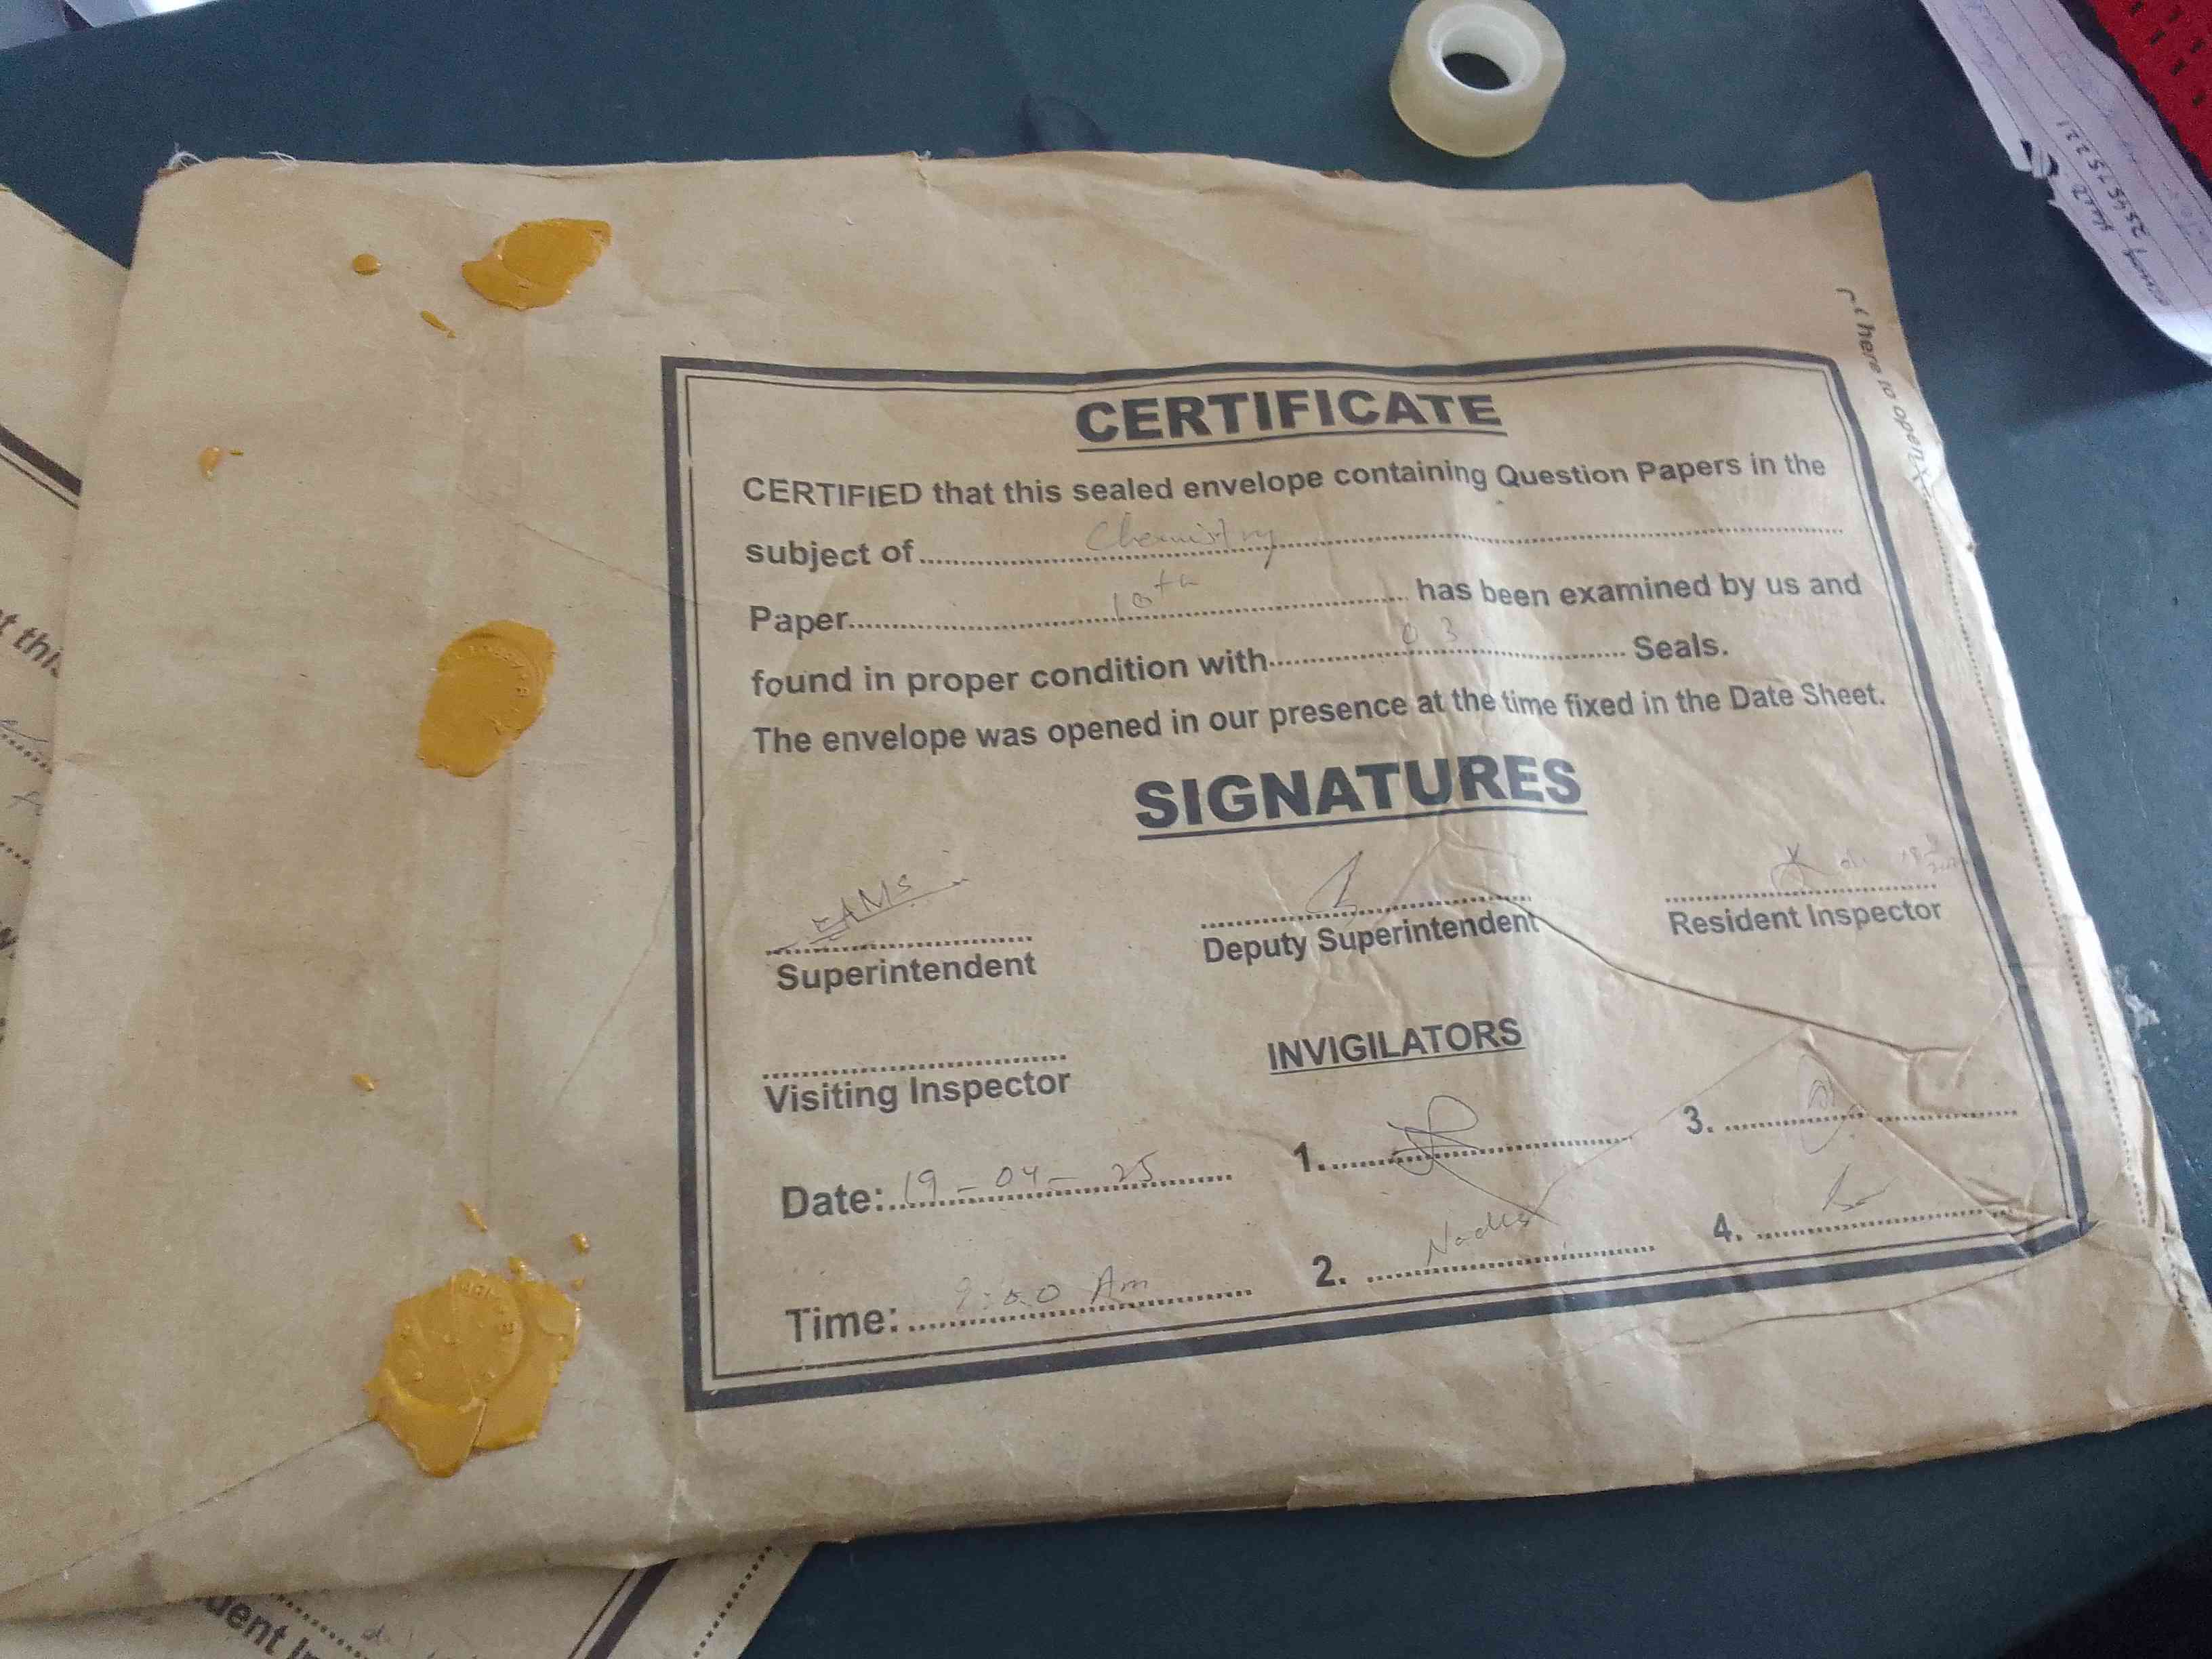 CERTIFICATE
CERTIFIED that this sealed envelope containing Question Papers in the
subject of Chemistry
Paper 10th has been examined by us and
found in proper condition with 03 Seals.
The envelope was opened in our presence at the time fixed in the Date Sheet.
SIGNATURES
Superintendent
Deputy Superintendent
Resident Inspector
Visiting Inspector
INVIGILATORS
1.
2.
3.
4.
Date: 19-04-25
Time: 9:00 Am
here to open